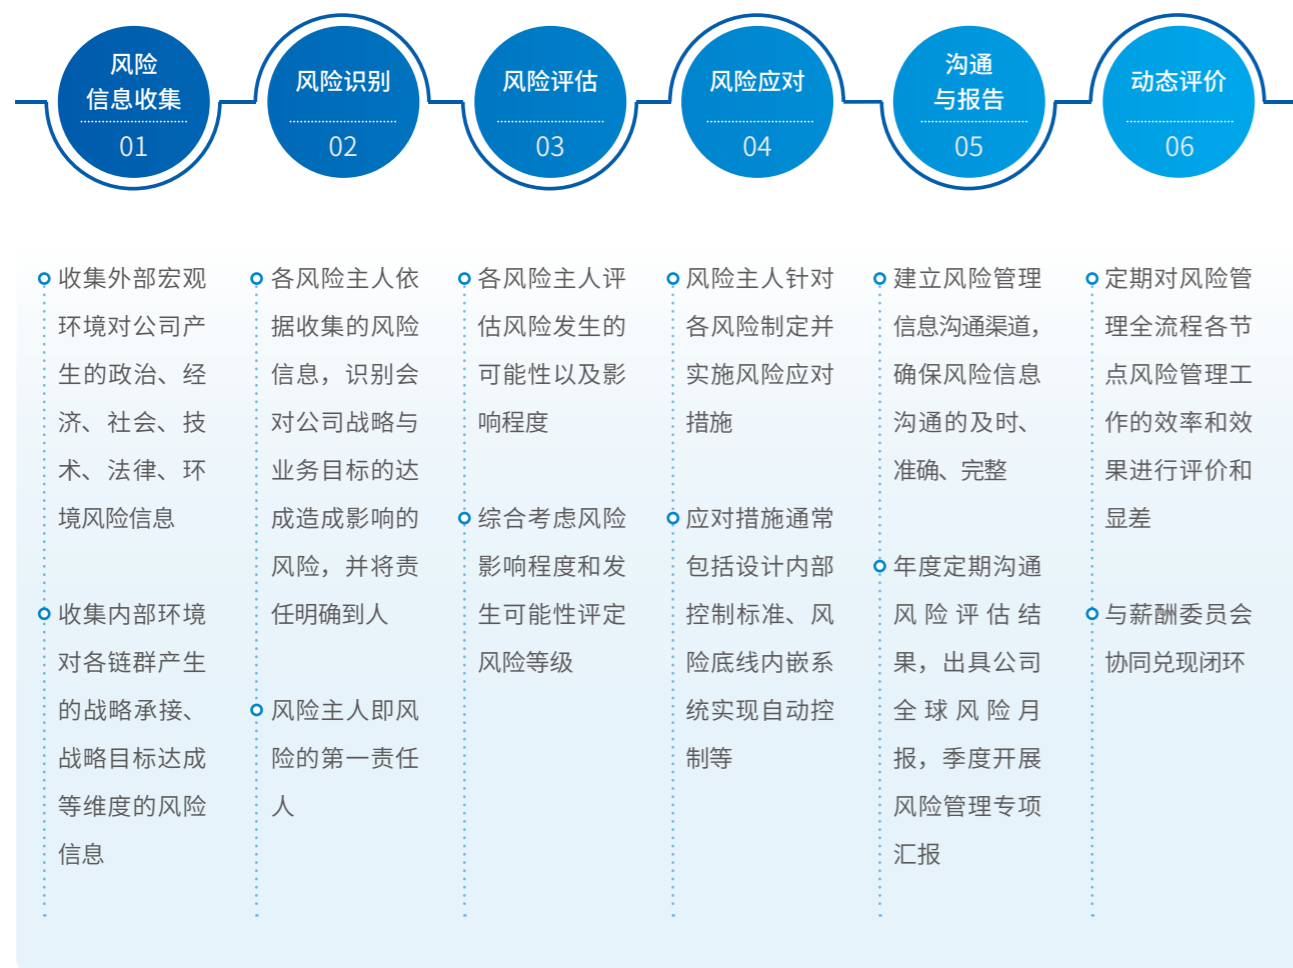 风险
信息收集
01
风险识别
02
风险评估
03
风险应对
04
沟通
与报告
05
动态评价
06
收集外部宏观
环境对公司产
生的政治、经
济、社会、技
术、法律、环
境风险信息
收集内部环境
对各链群产生
的战略承接、
战略目标达成
等维度的风险
信息
各风险主人依
据收集的风险
信息，识别会
对公司战略与
业务目标的达
成造成影响的
风险，并将责
任明确到人
风险主人即风
险的第一责任
人
各风险主人评
估风险发生的
可能性以及影
响程度
综合考虑风险
影响程度和发
生可能性评定
风险等级
风险主人针对
各风险制定并
实施风险应对
措施
应对措施通常
包括设计内部
控制标准、风
险底线内嵌系
统实现自动控
制等
建立风险管理
信息沟通渠道，
确保风险信息
沟通的及时、
准确、完整
年度定期沟通
风险评估结
果，出具公司
全球风险月
报，季度开展
风险管理专项
汇报
定期对风险管
理全流程各节
点风险管理工
作的效率和效
果进行评价和
显差
与薪酬委员会
协同兑现闭环